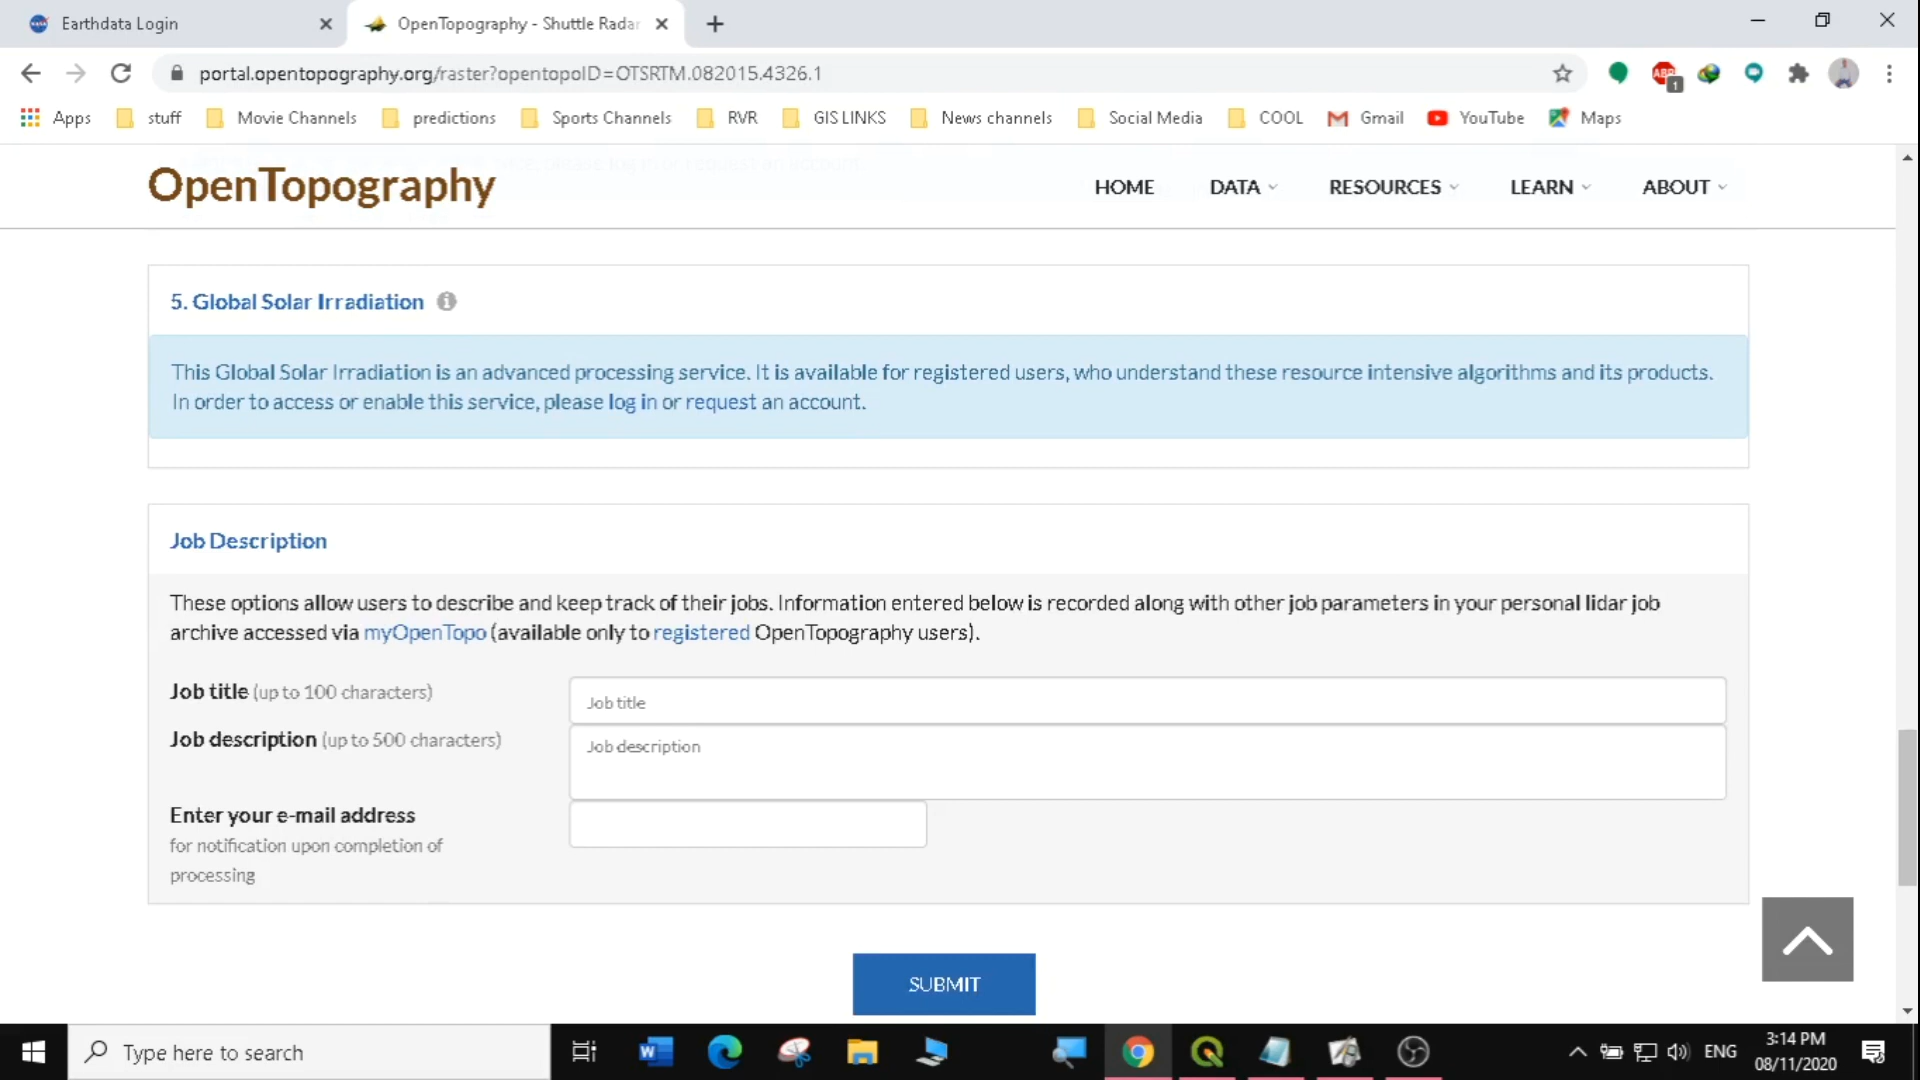 Earthdata Login
OpenTopography - Shuttle Radar
portal.opentopography.org/raster?opentopoID=OTSRTM.082015.4326.1
ABP
1
Apps
stuff
Movie Channels
predictions
Sports Channels
RVR
GIS LINKS
News channels
Social Media
COOL
Gmail
YouTube
Maps
OpenTopography
HOME
DATA
RESOURCES
LEARN
ABOUT
5. Global Solar Irradiation
This Global Solar Irradiation is an advanced processing service. It is available for registered users, who understand these resource intensive algorithms and its products.
In order to access or enable this service, please log in or request an account.
Job Description
These options allow users to describe and keep track of their jobs. Information entered below is recorded along with other job parameters in your personal lidar job
archive accessed via myOpenTopo (available only to registered OpenTopography users).
Job title (up to 100 characters)
Job title
Job description (up to 500 characters)
Job description
Enter your e-mail address
for notification upon completion of
processing
SUBMIT
Type here to search
ENG
3:14 PM
08/11/2020